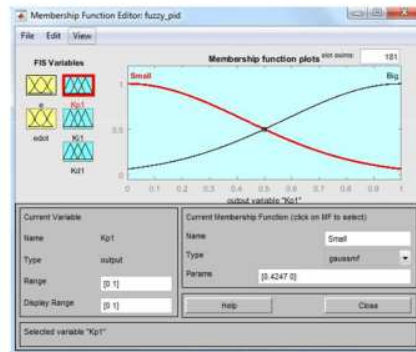 Membership Function Editor: fuzzy_pid
File Edit View
FIS Variables
Membership function plots
plot points:
181
e
Kp1
edot
Ki1
Kd1
Small
Big
1
0.5
0
0 0.1 0.2 0.3 0.4 0.5 0.6 0.7 0.8 0.9 1
output variable "Kp1"
Current Variable
Name Kp1
Type output
Range [0 1]
Display Range [0 1]
Current Membership Function (click on MF to select)
Name Small
Type gaussmf
Params [0.4247 0]
Help Close
Selected variable "Kp1"